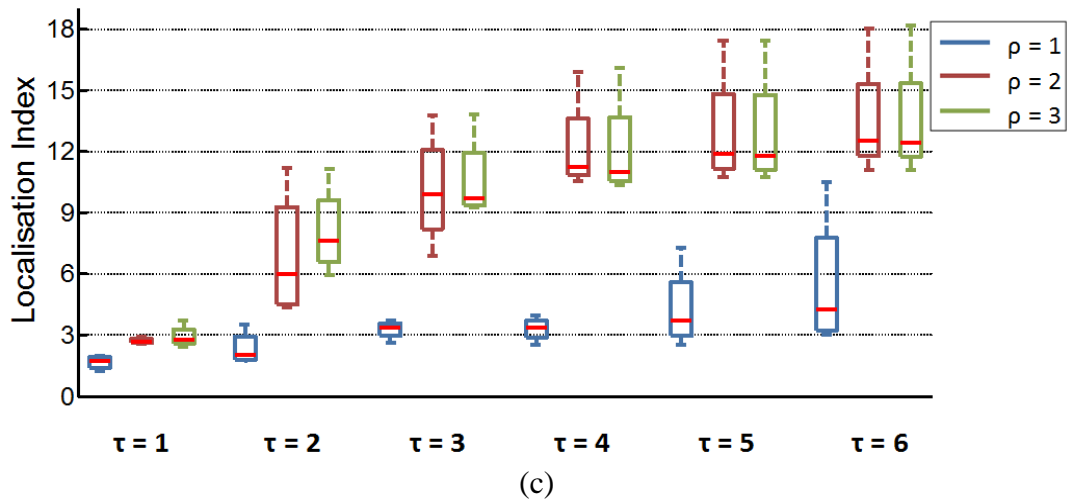 Localisation Index
18
15
12
9
6
3
0
τ = 1 τ = 2 τ = 3 τ = 4 τ = 5 τ = 6
ρ = 1
ρ = 2
ρ = 3
(c)